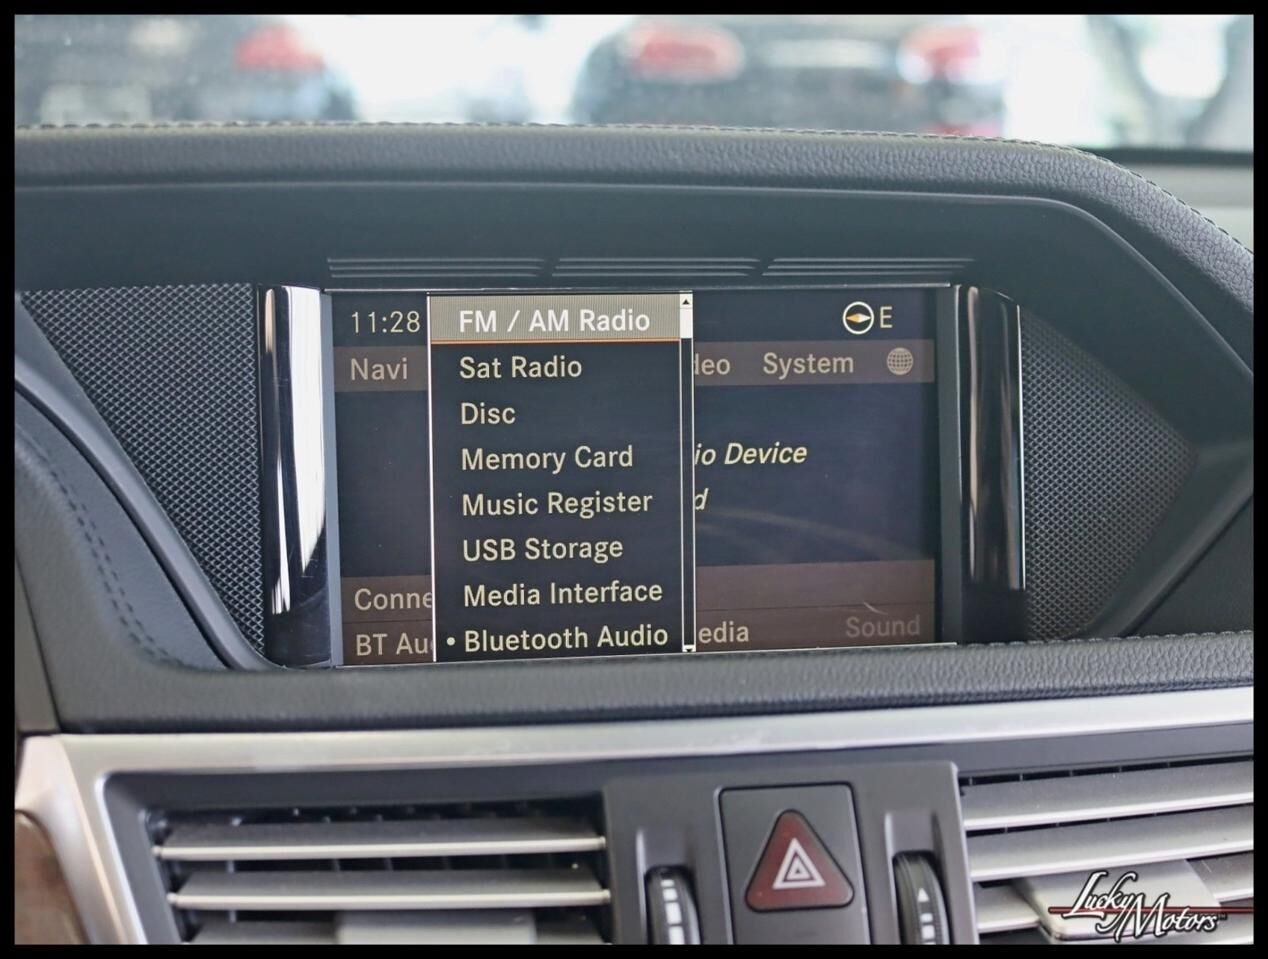 11:28
FM / AM Radio
E
Navi
Sat Radio
deo
System
Disc
Memory Card
io Device
Music Register
d
USB Storage
Conne
Media Interface
BT Au
• Bluetooth Audio
edia
Sound
Lucky
Motors